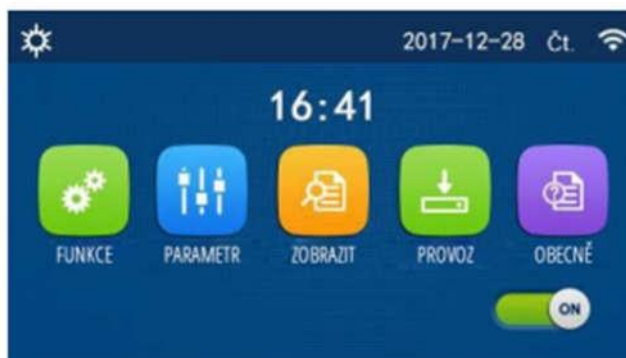 2017-12-28 Čt.
16:41
FUNKCE PARAMETR ZOBRAZIT PROVOZ OBECNĚ
ON